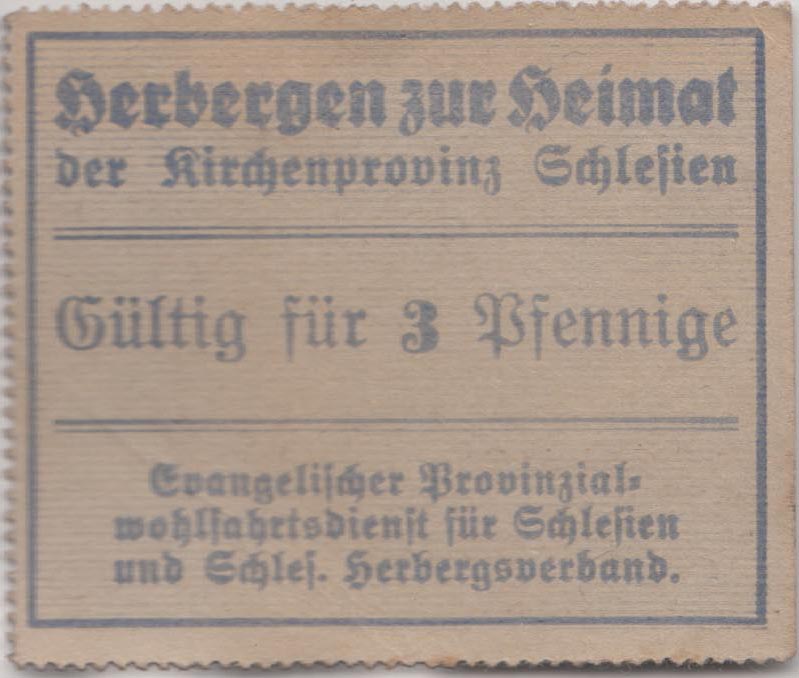 Herbergen zur Heimat
der Kirchenprovinz Schlesien
Gültig für 3 Pfennige
Evangelischer Provinzial-
wohlfahrtsdienst für Schlesien
und Schles. Herbergsverband.